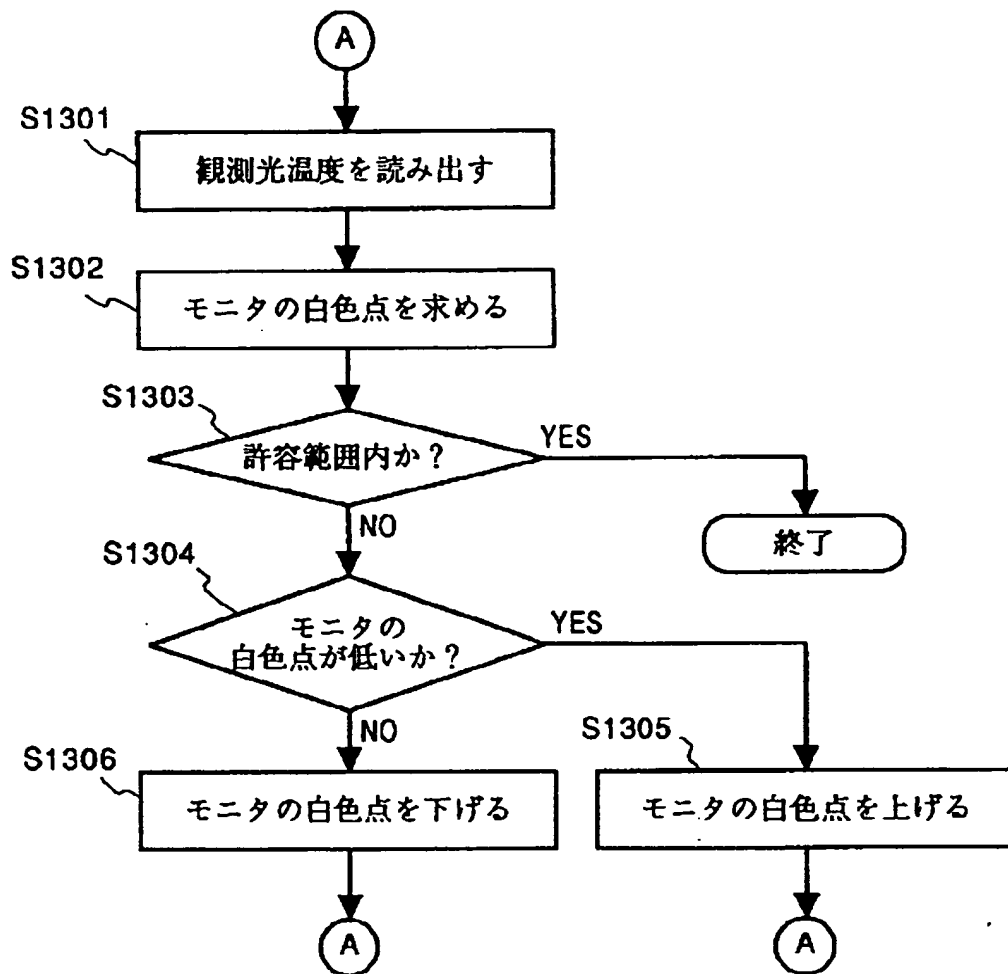 A
S1301
観測光温度を読み出す
S1302
モニタの白色点を求める
S1303
許容範囲内か？
YES
NO
終了
S1304
モニタの
白色点が低いか？
YES
NO
S1306
モニタの白色点を下げる
S1305
モニタの白色点を上げる
A
A